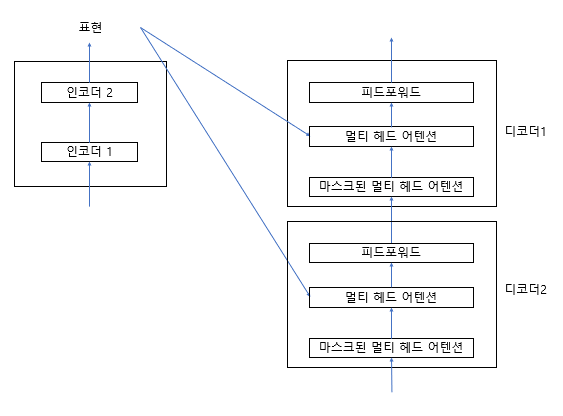 표현
인코더 2
인코더 1
피드포워드
멀티 헤드 어텐션
마스크된 멀티 헤드 어텐션
디코더1
피드포워드
멀티 헤드 어텐션
마스크된 멀티 헤드 어텐션
디코더2